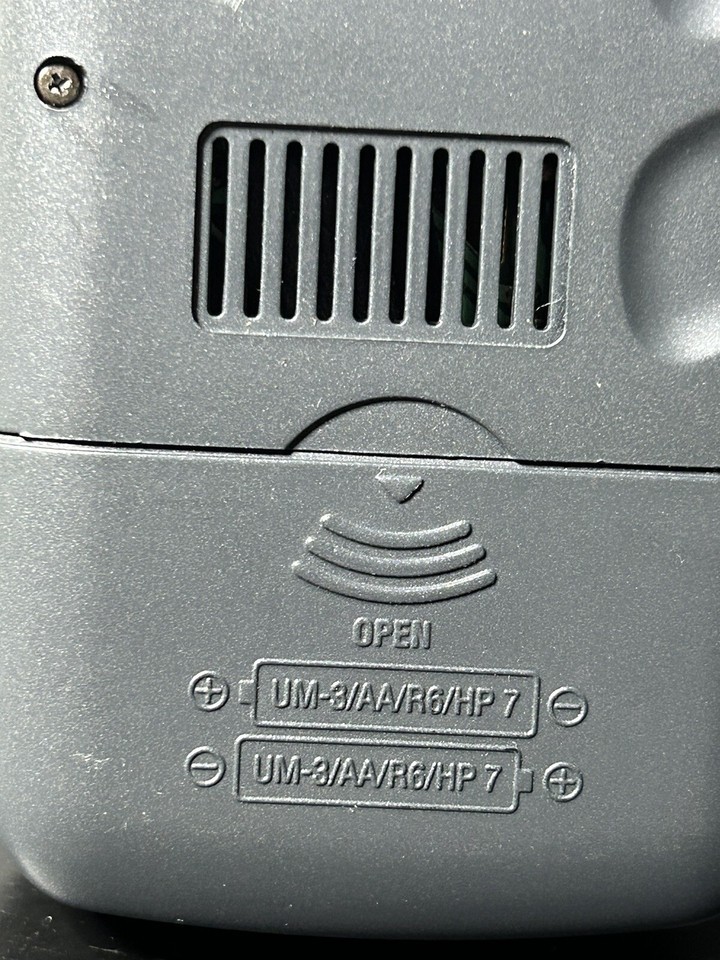 OPEN
⊕ UM-3/AA/R6/HP 7 ⊖
⊖ UM-3/AA/R6/HP 7 ⊕